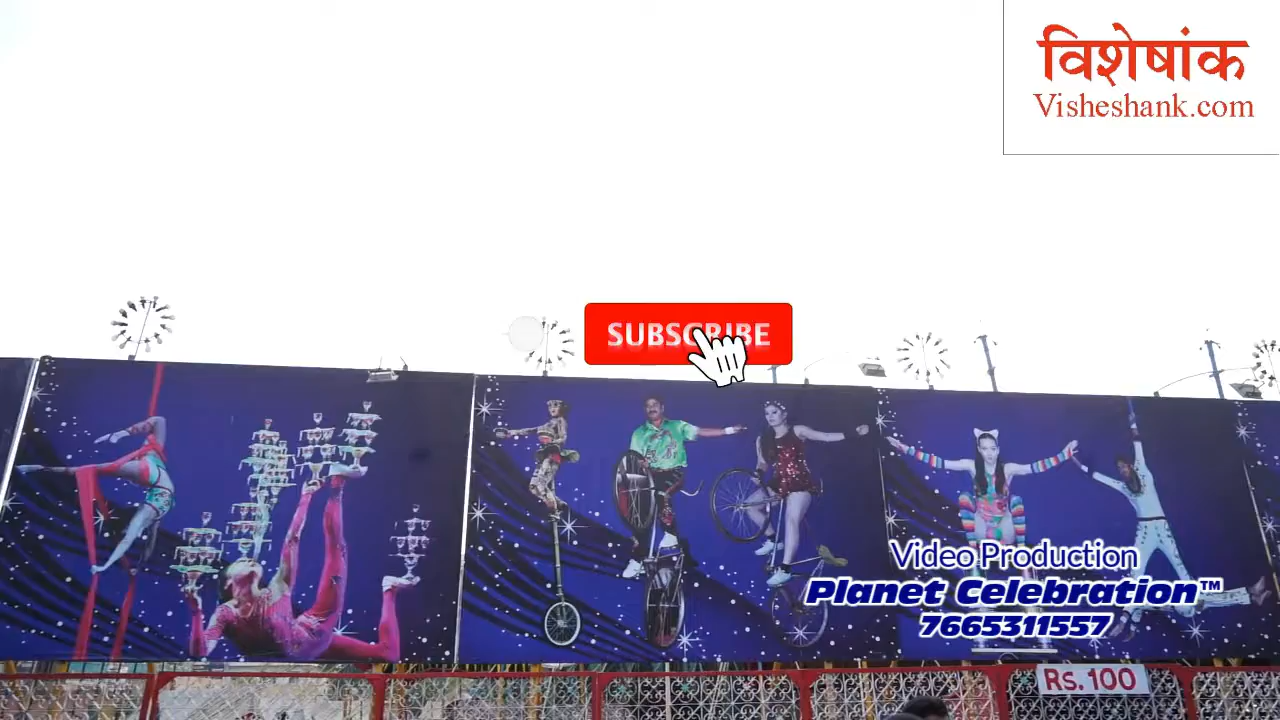 विशेषांक
Visheshank.com
SUBSCRIBE
Video Production
Planet Celebration™
7665311557
Rs. 100